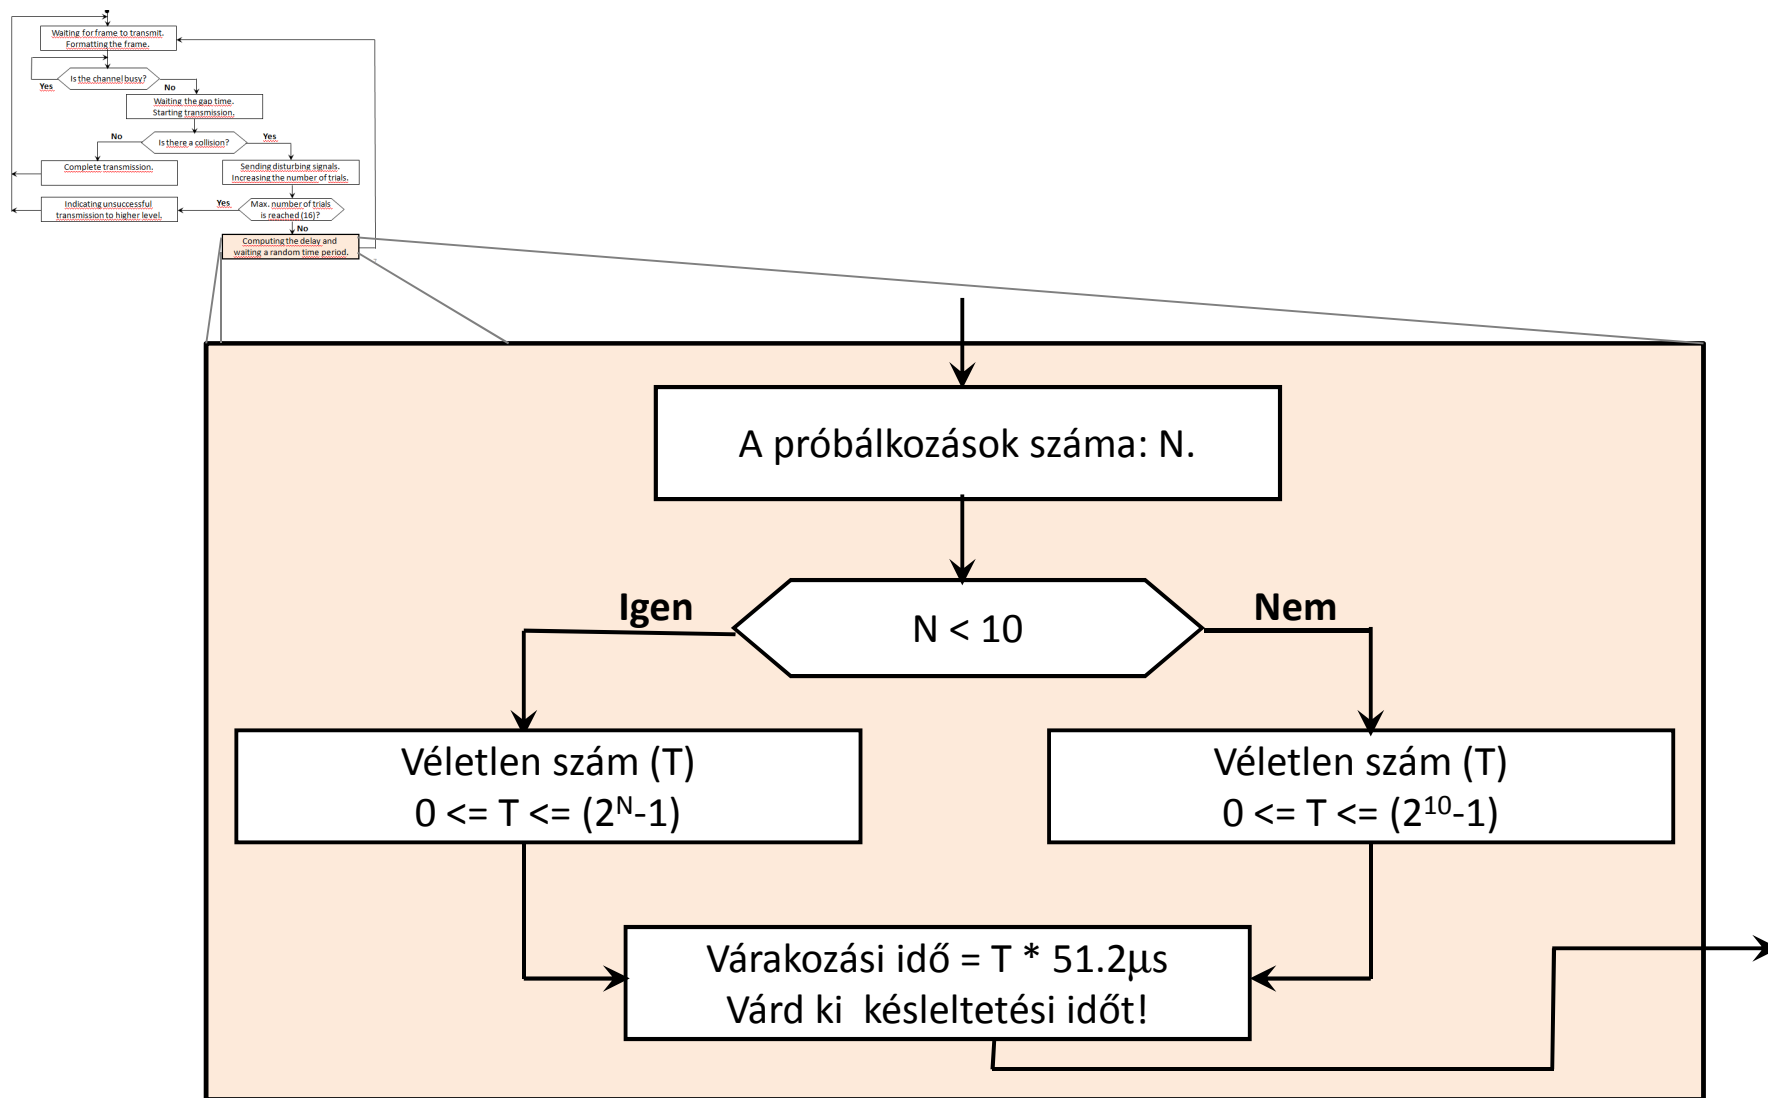 Waiting for frame to transmit.
Formatting the frame.
Is the channel busy?
Yes
No
Waiting the gap time.
Starting transmission.
No
Is there a collision?
Yes
Complete transmission.
Sending disturbing signals.
Increasing the number of trials.
Indicating unsuccessful
transmission to higher level.
Yes
Max. number of trials
is reached (16)?
No
Computing the delay and
waiting a random time period.
A próbálkozások száma: N.
Igen
N < 10
Nem
Véletlen szám (T)
0 <= T <= (2ᴺ-1)
Véletlen szám (T)
0 <= T <= (2¹⁰-1)
Várakozási idő = T * 51.2μs
Várd ki késleltetési időt!